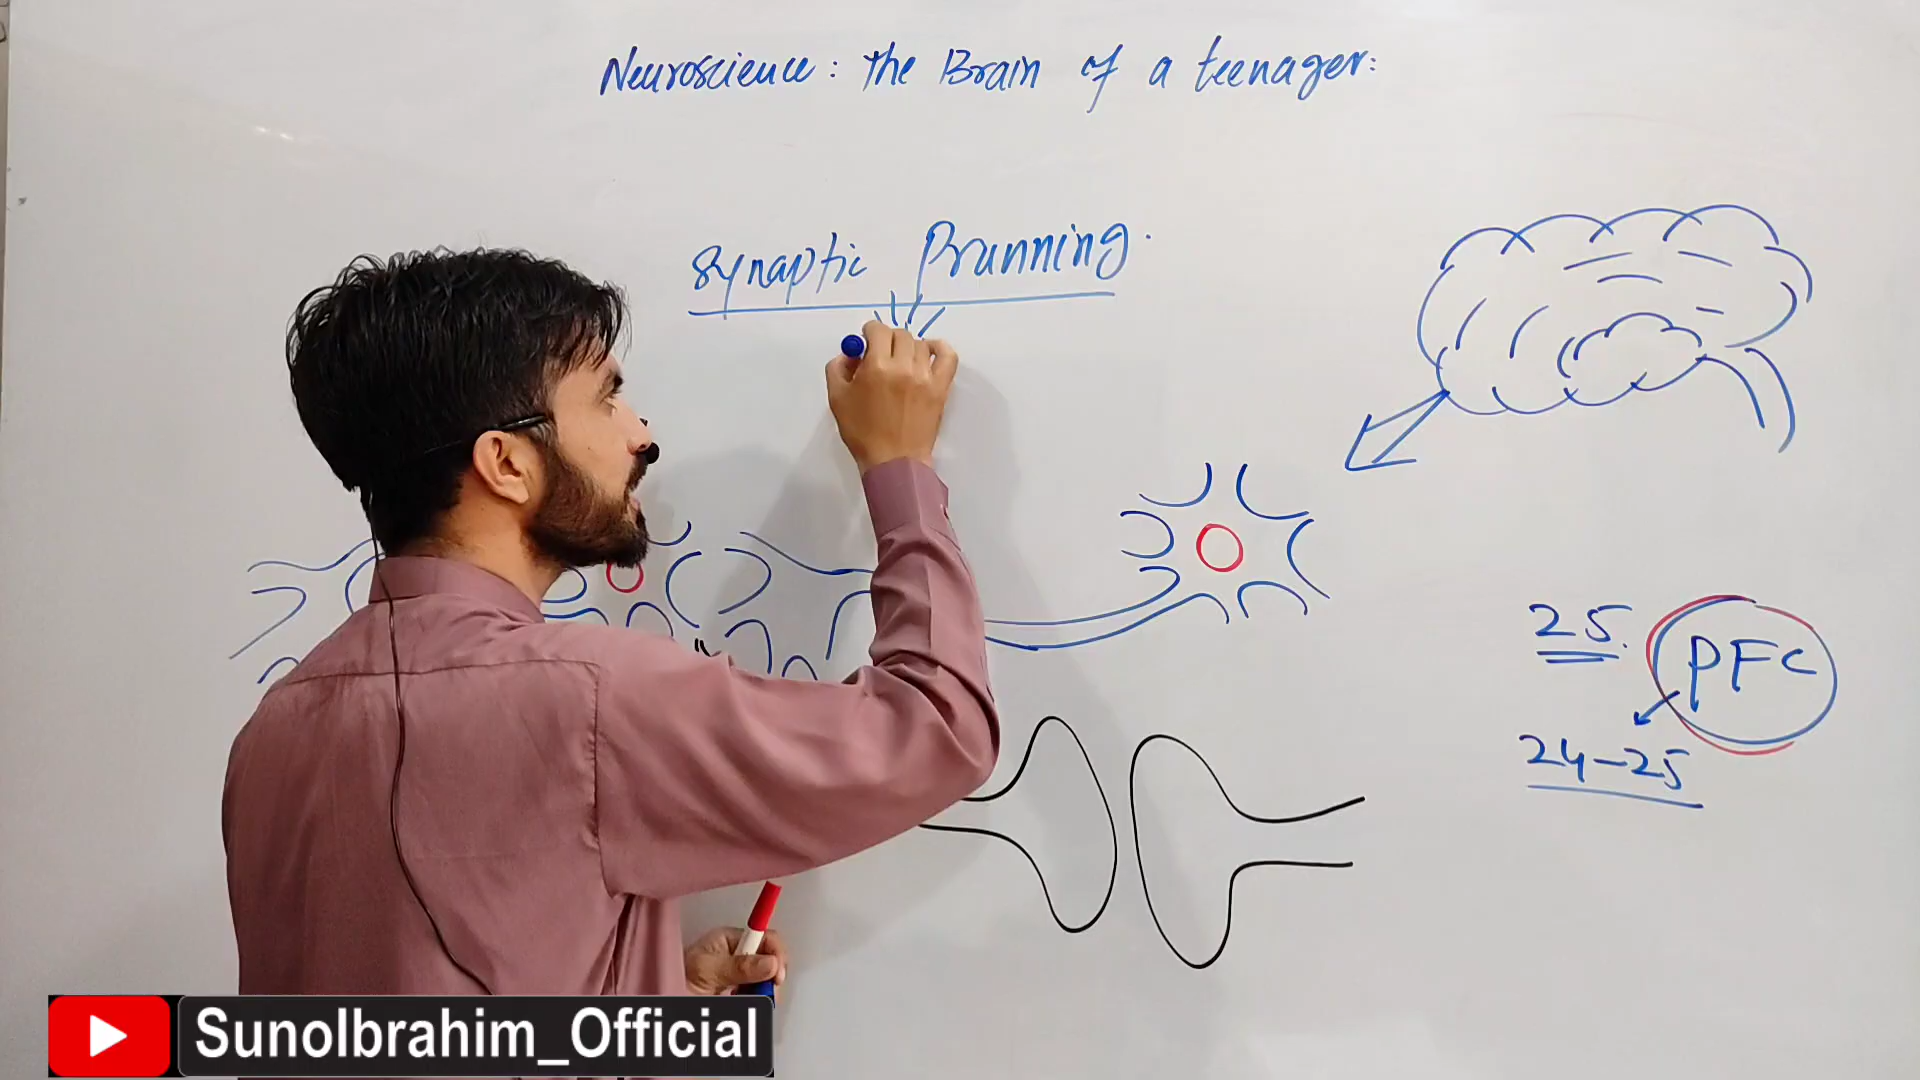 Neuroscience: the Brain of a teenager:
Synaptic Prunning.
25.
PFC
24-25
SunoIbrahim_Official